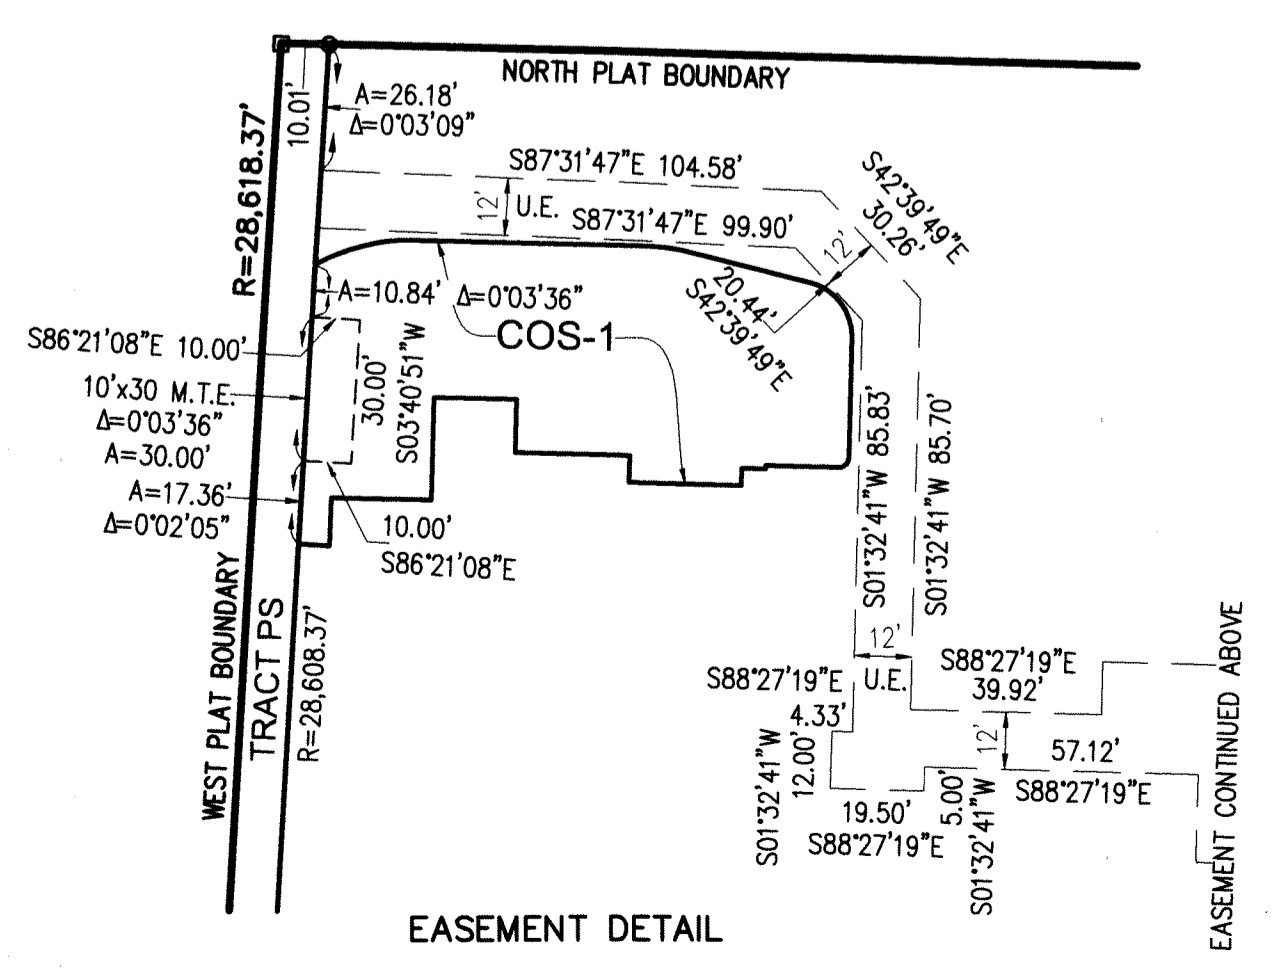 NORTH PLAT BOUNDARY
10.01'
A=26.18'
Δ=0°03'09"
R=28,618.37'
S87°31'47"E 104.58'
12'
U.E.
S87°31'47"E 99.90'
S42°39'49"E
30.26'
12'
20.44'
S42°39'49"E
A=10.84'
Δ=0°03'36"
COS-1
S86°21'08"E 10.00'
10'x30 M.T.E.
Δ=0°03'36"
A=30.00'
A=17.36'
Δ=0°02'05"
30.00'
S03°40'51"W
10.00'
S86°21'08"E
S01°32'41"W 85.83'
S01°32'41"W 85.70'
WEST PLAT BOUNDARY
TRACT PS
R=28,608.37'
12'
U.E.
S88°27'19"E
4.33'
S88°27'19"E
39.92'
S01°32'41"W
12.00'
12'
57.12'
S88°27'19"E
19.50'
S88°27'19"E
5.00'
S01°32'41"W
EASEMENT CONTINUED ABOVE
EASEMENT DETAIL